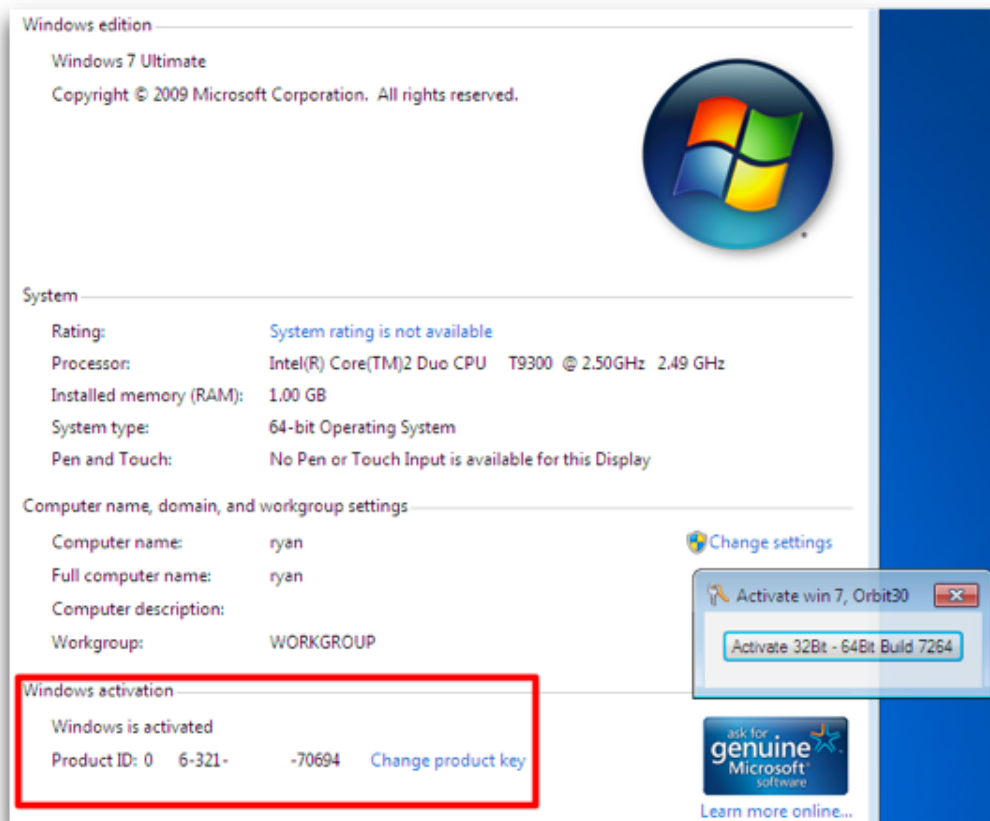 Windows edition
Windows 7 Ultimate
Copyright © 2009 Microsoft Corporation.  All rights reserved.
System
Rating: System rating is not available
Processor: Intel(R) Core(TM)2 Duo CPU T9300 @ 2.50GHz 2.49 GHz
Installed memory (RAM): 1.00 GB
System type: 64-bit Operating System
Pen and Touch: No Pen or Touch Input is available for this Display
Computer name, domain, and workgroup settings
Computer name: ryan Change settings
Full computer name: ryan
Computer description:
Workgroup: WORKGROUP
Activate win 7, Orbit30
Activate 32Bt - 64Bt Build 7264
Windows activation
Windows is activated
Product ID: 0 6-321- -70694 Change product key
ask for
genuine
Microsoft
software
Learn more online...